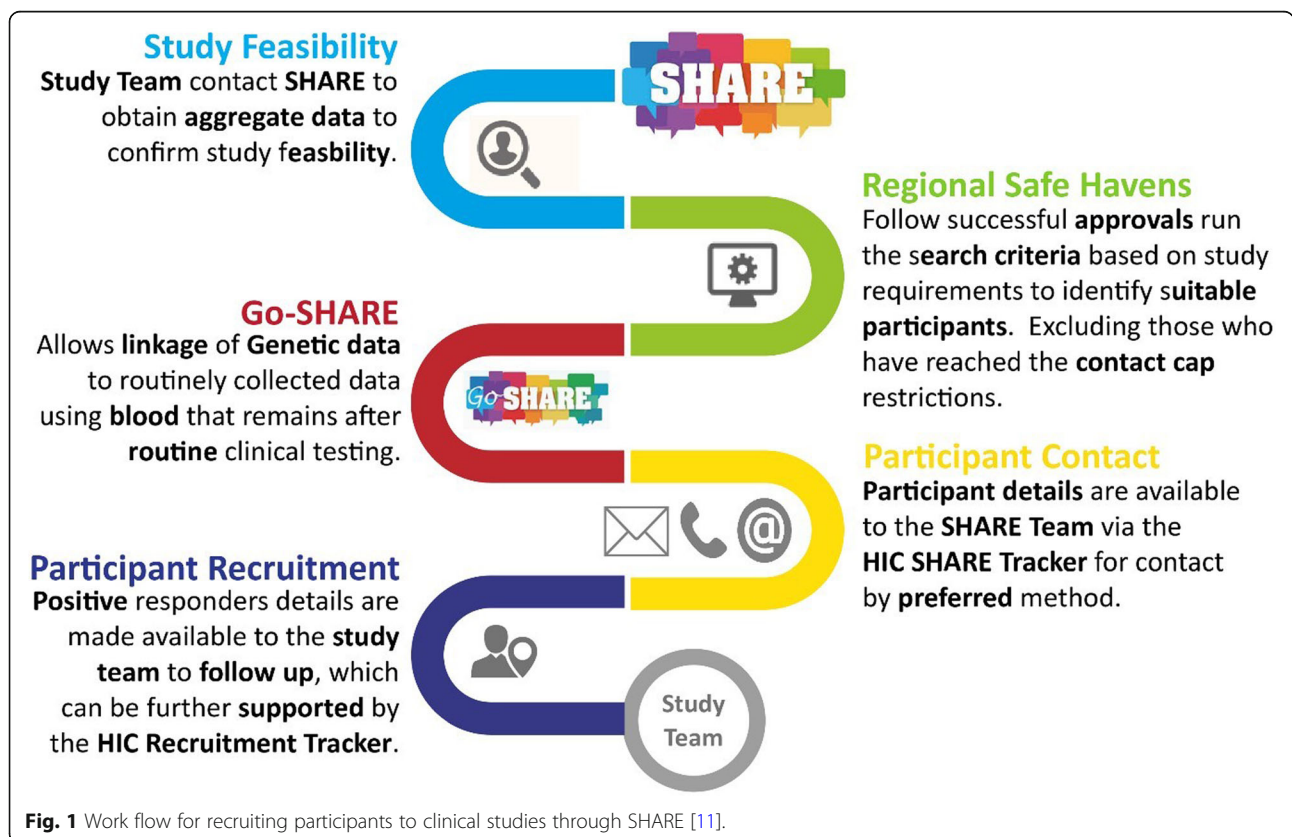 Study Feasibility
Study Team contact SHARE to
obtain aggregate data to
confirm study feasbility.
SHARE
Regional Safe Havens
Follow successful approvals run
the search criteria based on study
requirements to identify suitable
participants. Excluding those who
have reached the contact cap
restrictions.
Go-SHARE
Allows linkage of Genetic data
to routinely collected data
using blood that remains after
routine clinical testing.
Go SHARE
Participant Contact
Participant details are available
to the SHARE Team via the
HIC SHARE Tracker for contact
by preferred method.
@
Participant Recruitment
Positive responders details are
made available to the study
team to follow up, which
can be further supported by
the HIC Recruitment Tracker.
Study
Team
Fig. 1 Work flow for recruiting participants to clinical studies through SHARE [11].